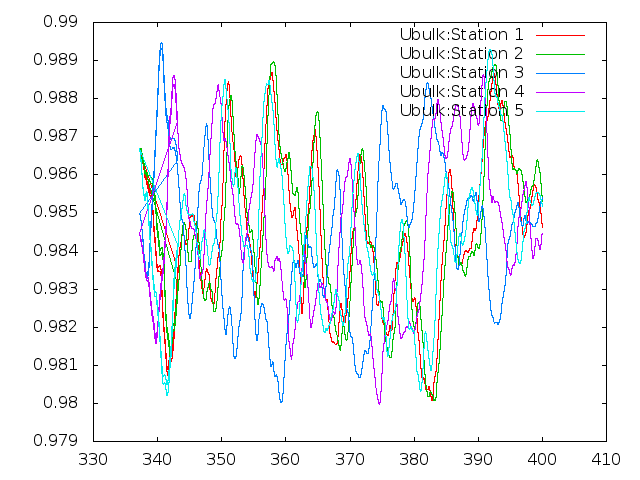 0.99
0.989
0.988
0.987
0.986
0.985
0.984
0.983
0.982
0.981
0.98
0.979
330 340 350 360 370 380 390 400 410
Ubulk:Station 1
Ubulk:Station 2
Ubulk:Station 3
Ubulk:Station 4
Ubulk:Station 5